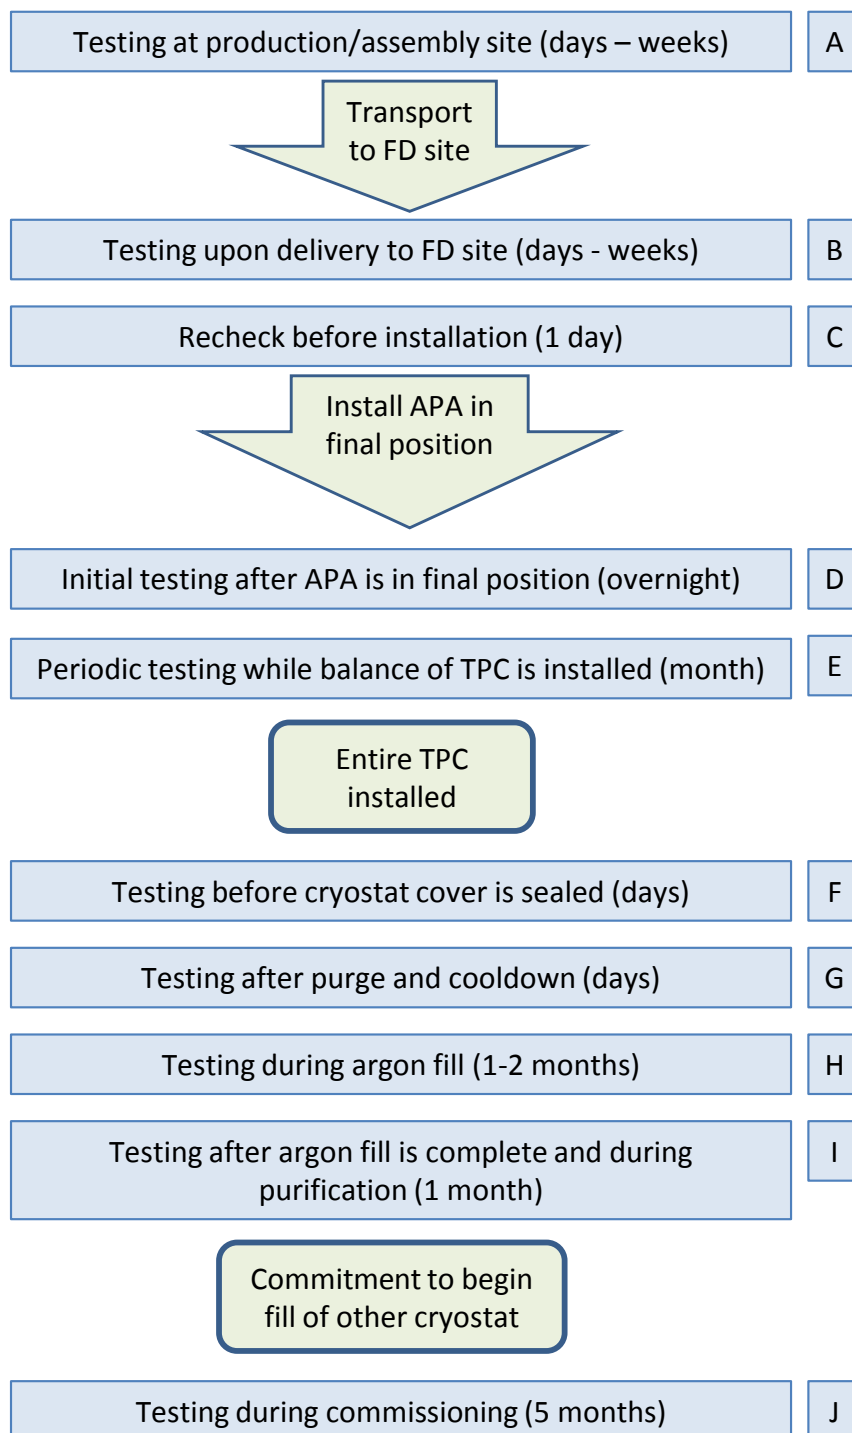 Testing at production/assembly site (days – weeks) A
Transport
to FD site
Testing upon delivery to FD site (days - weeks) B
Recheck before installation (1 day) C
Install APA in
final position
Initial testing after APA is in final position (overnight) D
Periodic testing while balance of TPC is installed (month) E
Entire TPC
installed
Testing before cryostat cover is sealed (days) F
Testing after purge and cooldown (days) G
Testing during argon fill (1-2 months) H
Testing after argon fill is complete and during I
purification (1 month)
Commitment to begin
fill of other cryostat
Testing during commissioning (5 months) J